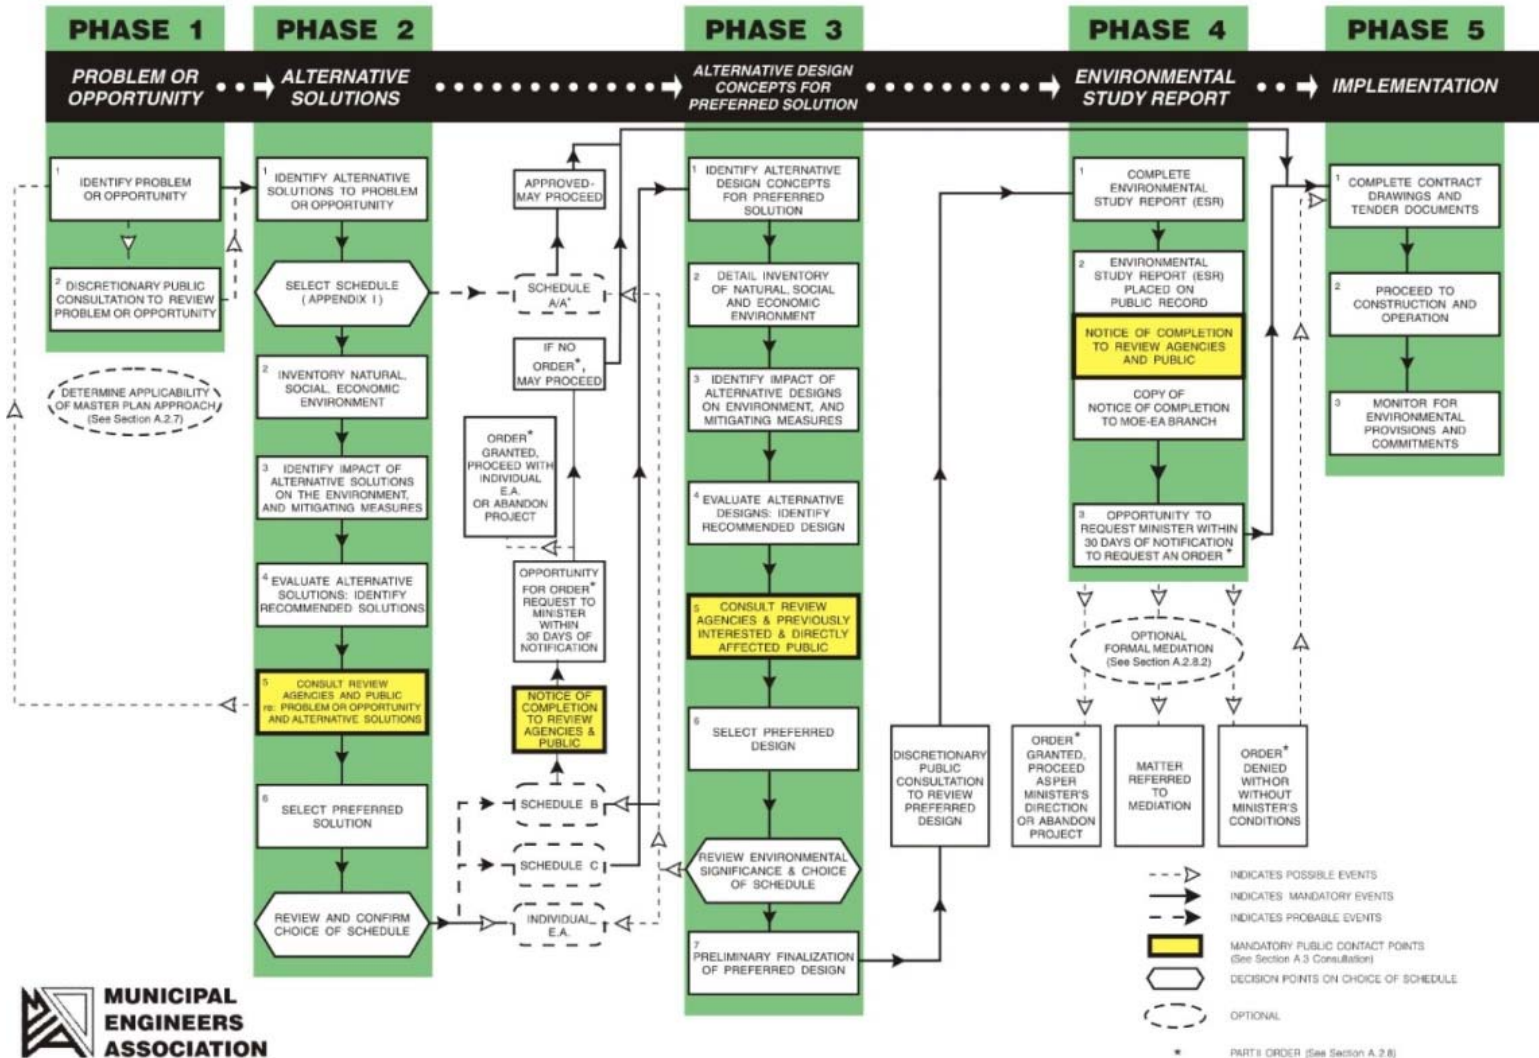 PHASE 1
PROBLEM OR
OPPORTUNITY
1
IDENTIFY PROBLEM
OR OPPORTUNITY
2
DISCRETIONARY PUBLIC
CONSULTATION TO REVIEW
PROBLEM OR OPPORTUNITY
DETERMINE APPLICABILITY
OF MASTER PLAN APPROACH
(See Section A.2.7)
PHASE 2
ALTERNATIVE
SOLUTIONS
1
IDENTIFY ALTERNATIVE
SOLUTIONS TO PROBLEM
OR OPPORTUNITY
SELECT SCHEDULE
(APPENDIX I)
2
INVENTORY NATURAL,
SOCIAL, ECONOMIC
ENVIRONMENT
3
IDENTIFY IMPACT OF
ALTERNATIVE SOLUTIONS
ON THE ENVIRONMENT,
AND MITIGATING MEASURES
4
EVALUATE ALTERNATIVE
SOLUTIONS: IDENTIFY
RECOMMENDED SOLUTIONS
5
CONSULT REVIEW
AGENCIES AND PUBLIC
re: PROBLEM OR OPPORTUNITY
AND ALTERNATIVE SOLUTIONS
6
SELECT PREFERRED
SOLUTION
REVIEW AND CONFIRM
CHOICE OF SCHEDULE
APPROVED-
MAY PROCEED
SCHEDULE
A/A+
IF NO
ORDER*,
MAY PROCEED
ORDER*
GRANTED,
PROCEED WITH
INDIVIDUAL
E.A.
OR ABANDON
PROJECT
OPPORTUNITY
FOR ORDER*
REQUEST TO
MINISTER
WITHIN
30 DAYS OF
NOTIFICATION
NOTICE OF
COMPLETION
TO REVIEW
AGENCIES &
PUBLIC
SCHEDULE B
SCHEDULE C
INDIVIDUAL
E.A.
PHASE 3
ALTERNATIVE DESIGN
CONCEPTS FOR
PREFERRED SOLUTION
1
IDENTIFY ALTERNATIVE
DESIGN CONCEPTS
FOR PREFERRED
SOLUTION
2
DETAIL INVENTORY
OF NATURAL, SOCIAL
AND ECONOMIC
ENVIRONMENT
3
IDENTIFY IMPACT OF
ALTERNATIVE DESIGNS
ON ENVIRONMENT, AND
MITIGATING MEASURES
4
EVALUATE ALTERNATIVE
DESIGNS: IDENTIFY
RECOMMENDED DESIGN
5
CONSULT REVIEW
AGENCIES & PREVIOUSLY
INTERESTED & DIRECTLY
AFFECTED PUBLIC
6
SELECT PREFERRED
DESIGN
REVIEW ENVIRONMENTAL
SIGNIFICANCE & CHOICE
OF SCHEDULE
7
PRELIMINARY FINALIZATION
OF PREFERRED DESIGN
DISCRETIONARY
PUBLIC
CONSULTATION
TO REVIEW
PREFERRED
DESIGN
PHASE 4
ENVIRONMENTAL
STUDY REPORT
1
COMPLETE
ENVIRONMENTAL
STUDY REPORT (ESR)
2
ENVIRONMENTAL
STUDY REPORT (ESR)
PLACED ON
PUBLIC RECORD
NOTICE OF COMPLETION
TO REVIEW AGENCIES
AND PUBLIC
COPY OF
NOTICE OF COMPLETION
TO MOE-EA BRANCH
3
OPPORTUNITY TO
REQUEST MINISTER WITHIN
30 DAYS OF NOTIFICATION
TO REQUEST AN ORDER*
OPTIONAL
FORMAL MEDIATION
(See Section A.2.8.2)
ORDER*
GRANTED,
PROCEED
AS PER
MINISTER'S
DIRECTION
OR ABANDON
PROJECT
MATTER
REFERRED
TO
MEDIATION
ORDER*
DENIED
WITH OR
WITHOUT
MINISTER'S
CONDITIONS
PHASE 5
IMPLEMENTATION
1
COMPLETE CONTRACT
DRAWINGS AND
TENDER DOCUMENTS
2
PROCEED TO
CONSTRUCTION AND
OPERATION
3
MONITOR FOR
ENVIRONMENTAL
PROVISIONS AND
COMMITMENTS
INDICATES POSSIBLE EVENTS
INDICATES MANDATORY EVENTS
INDICATES PROBABLE EVENTS
MANDATORY PUBLIC CONTACT POINTS
(See Section A.3 Consultation)
DECISION POINTS ON CHOICE OF SCHEDULE
OPTIONAL
* PART II ORDER (See Section A.2.8)
MUNICIPAL
ENGINEERS
ASSOCIATION